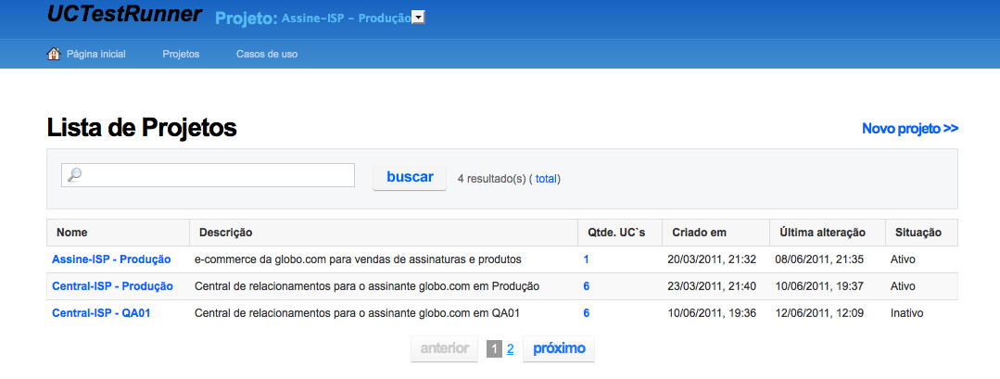 UCTestRunner Projeto: Assine-ISP - Produção
Página inicial Projetos Casos de uso
Lista de Projetos Novo projeto >>
buscar 4 resultado(s) ( total)
Nome Descrição Qtde. UC`s Criado em Última alteração Situação
Assine-ISP - Produção e-commerce da globo.com para vendas de assinaturas e produtos 1 20/03/2011, 21:32 08/06/2011, 21:35 Ativo
Central-ISP - Produção Central de relacionamentos para o assinante globo.com em Produção 6 23/03/2011, 21:40 10/06/2011, 19:37 Ativo
Central-ISP - QA01 Central de relacionamentos para o assinante globo.com em QA01 6 10/06/2011, 19:36 12/06/2011, 12:09 Inativo
anterior 1 2 próximo